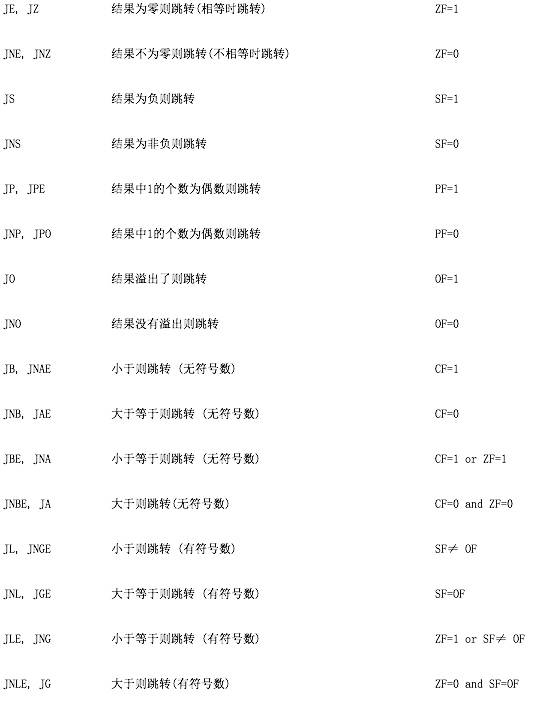 JE, JZ 结果为零则跳转(相等时跳转) ZF=1
JNE, JNZ 结果不为零则跳转(不相等时跳转) ZF=0
JS 结果为负则跳转 SF=1
JNS 结果为非负则跳转 SF=0
JP, JPE 结果中1的个数为偶数则跳转 PF=1
JNP, JPO 结果中1的个数为偶数则跳转 PF=0
JO 结果溢出了则跳转 OF=1
JNO 结果没有溢出则跳转 OF=0
JB, JNAE 小于则跳转 (无符号数) CF=1
JNB, JAE 大于等于则跳转 (无符号数) CF=0
JBE, JNA 小于等于则跳转 (无符号数) CF=1 or ZF=1
JNBE, JA 大于则跳转(无符号数) CF=0 and ZF=0
JL, JNGE 小于则跳转 (有符号数) SF≠ OF
JNL, JGE 大于等于则跳转 (有符号数) SF=OF
JLE, JNG 小于等于则跳转 (有符号数) ZF=1 or SF≠ OF
JNLE, JG 大于则跳转(有符号数) ZF=0 and SF=OF